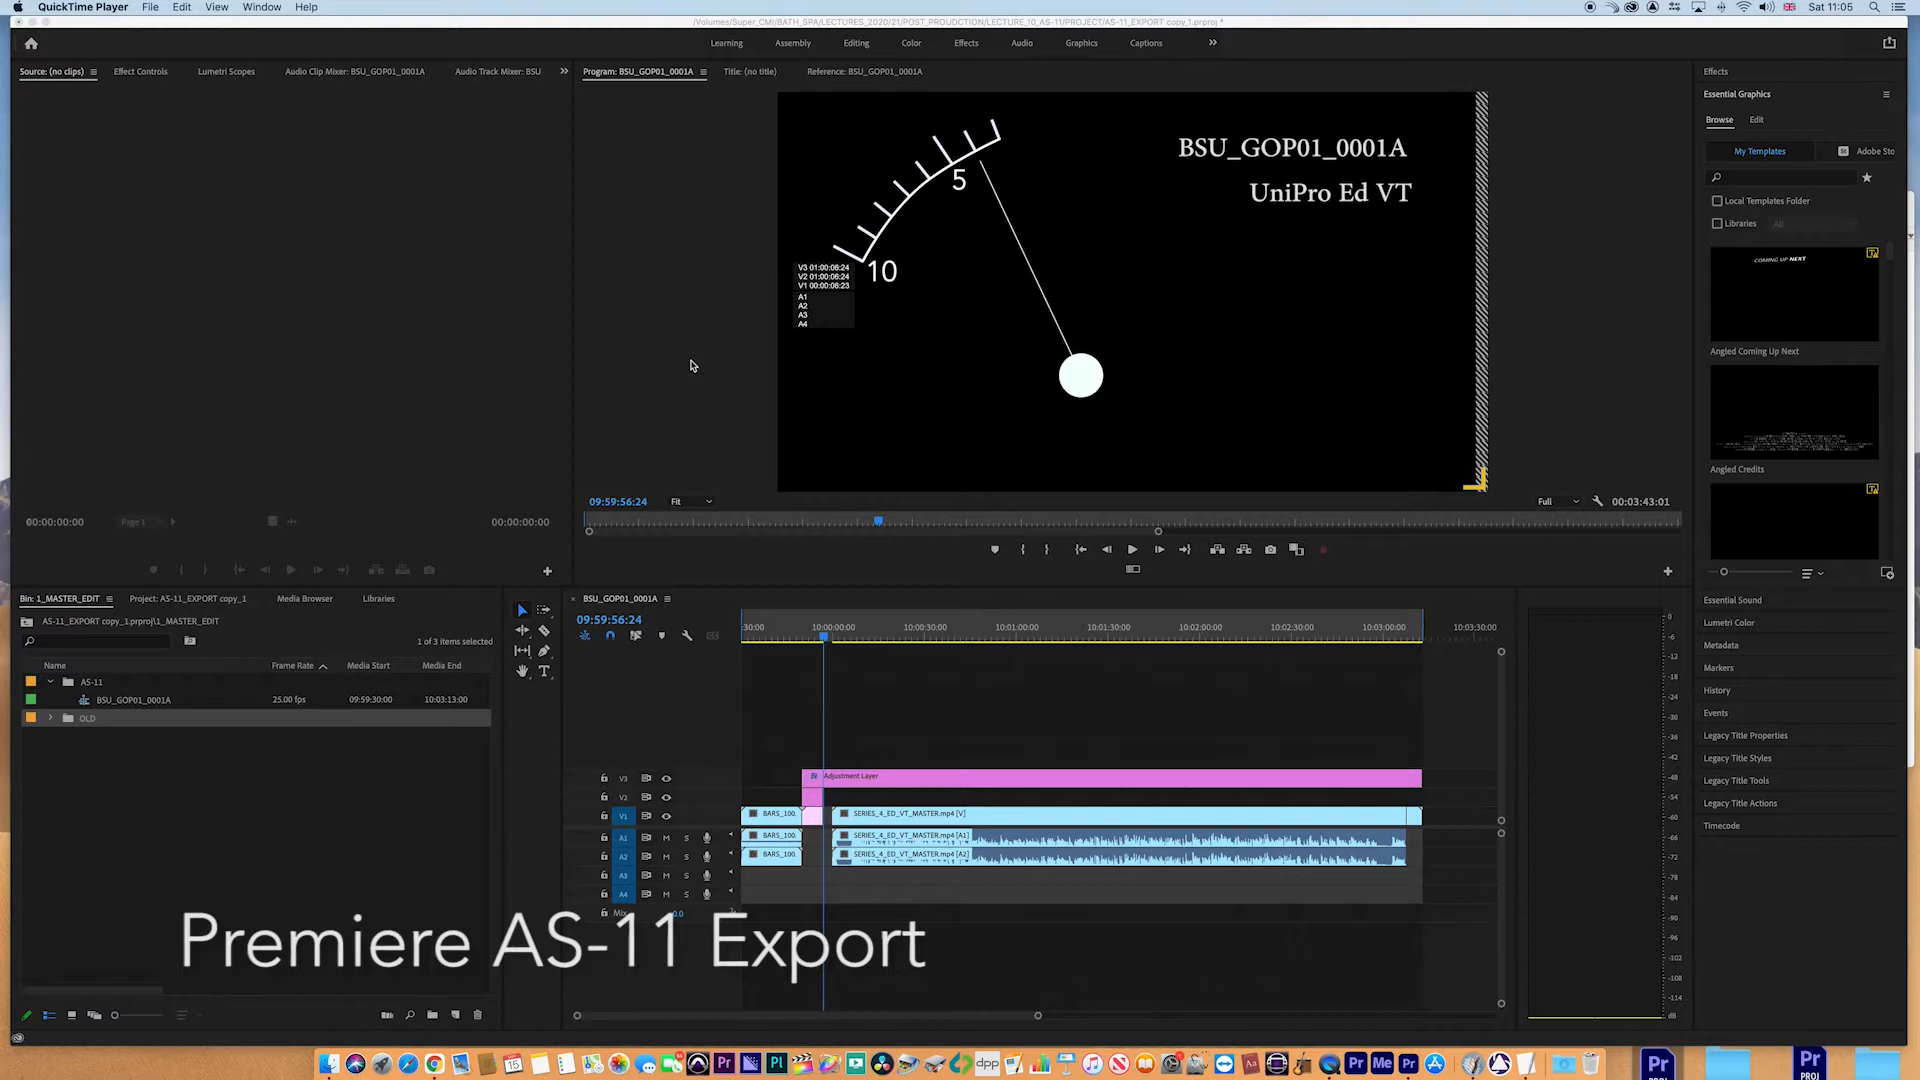 QuickTime Player File Edit View Window Help Sat 11:05
/Volumes/Super_CMI/BATH_SPA/LECTURES_2020/21/POST_PROUDCTION/LECTURE_10_AS-11/PROJECT/AS-11_EXPORT copy_1.prproj *
Learning Assembly Editing Color Effects Audio Graphics Captions
Source: (no clips) Effect Controls Lumetri Scopes Audio Clip Mixer: BSU_GOP01_0001A Audio Track Mixer: BSU
Program: BSU_GOP01_0001A Title: (no title) Reference: BSU_GOP01_0001A
BSU_GOP01_0001A
UniPro Ed VT
5
10
V3 01:00:06:24
V2 01:00:06:24
V1 00:00:06:23
A1
A2
A3
A4
09:59:56:24 Fit Full 00:03:43:01
00:00:00:00 Page 1 00:00:00:00
Effects
Essential Graphics
Browse Edit
My Templates Adobe Sto
Local Templates Folder
Libraries All
COMING UP NEXT
Angled Coming Up Next
Angled Credits
Essential Sound
Lumetri Color
Metadata
Markers
History
Events
Legacy Title Properties
Legacy Title Styles
Legacy Title Tools
Legacy Title Actions
Timecode
Bin: 1_MASTER_EDIT Project: AS-11_EXPORT copy_1 Media Browser Libraries
AS-11_EXPORT copy_1.prproj\1_MASTER_EDIT
1 of 3 items selected
Name Frame Rate Media Start Media End
AS-11
BSU_GOP01_0001A 25.00 fps 09:59:30:00 10:03:13:00
OLD
BSU_GOP01_0001A
09:59:56:24
:30:00 10:00:00:00 10:00:30:00 10:01:00:00 10:01:30:00 10:02:00:00 10:02:30:00 10:03:00:00 10:03:30:00
V3 Adjustment Layer
V2
V1 BARS_100. SERIES_4_ED_VT_MASTER.mp4 [V]
A1 M S BARS_100. SERIES_4_ED_VT_MASTER.mp4 [A1]
A2 M S BARS_100. SERIES_4_ED_VT_MASTER.mp4 [A2]
A3 M S
A4 M S
Mix 0.0
0
-6
-12
-18
-24
-30
-36
-42
-48
-54
-60
-66
-72
-78
-84
-90
-96
-102
-108
-114
dB
Premiere AS-11 Export
15 Pr Pl dpp Pr Me Pr Pr PROJ Pr PROJ